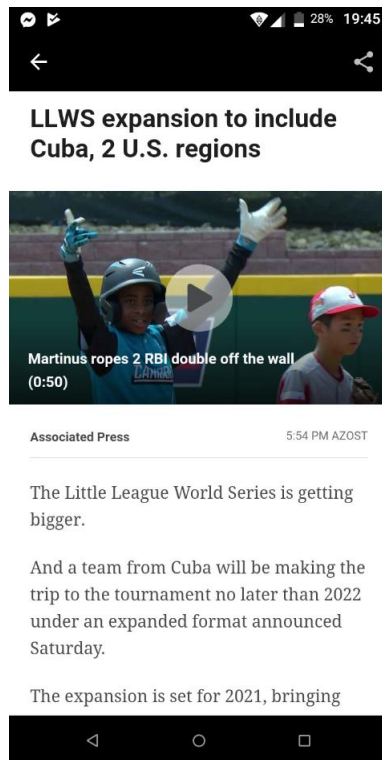 28% 19:45
LLWS expansion to include
Cuba, 2 U.S. regions
Martinus ropes 2 RBI double off the wall
(0:50)
Associated Press 5:54 PM AZOST
The Little League World Series is getting
bigger.
And a team from Cuba will be making the
trip to the tournament no later than 2022
under an expanded format announced
Saturday.
The expansion is set for 2021, bringing